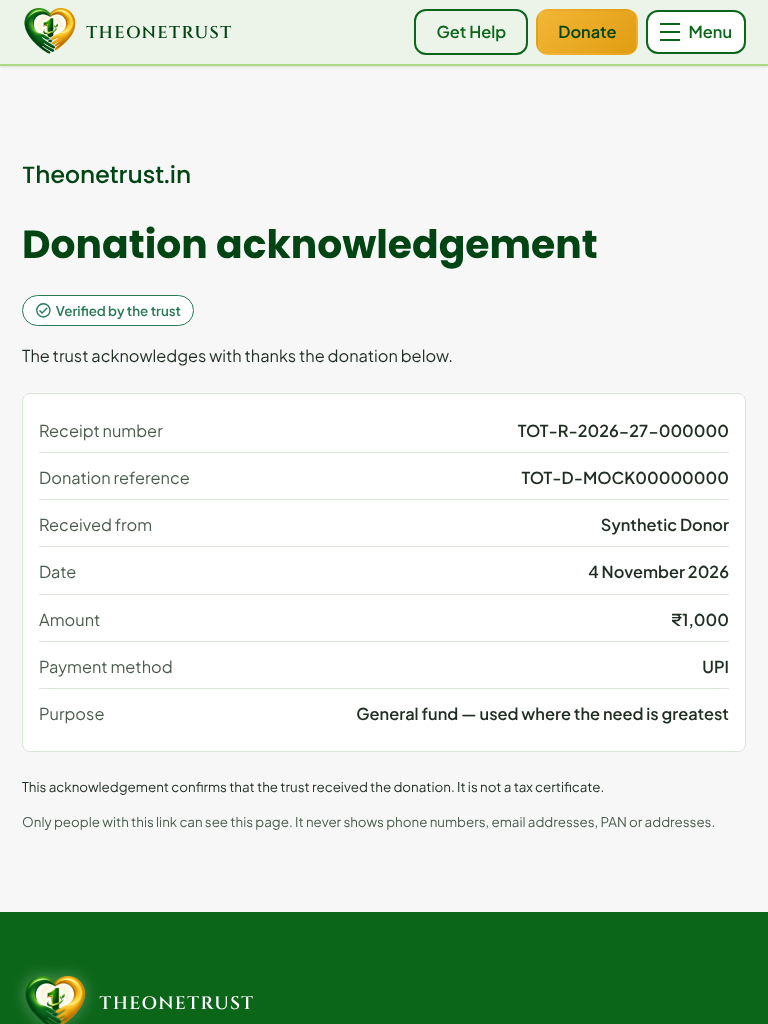 THEONETRUST
Get Help
Donate
Menu
Theonetrust.in
Donation acknowledgement
Verified by the trust
The trust acknowledges with thanks the donation below.
Receipt number TOT-R-2026-27-000000
Donation reference TOT-D-MOCK00000000
Received from Synthetic Donor
Date 4 November 2026
Amount ₹1,000
Payment method UPI
Purpose General fund — used where the need is greatest
This acknowledgement confirms that the trust received the donation. It is not a tax certificate.
Only people with this link can see this page. It never shows phone numbers, email addresses, PAN or addresses.
THEONETRUST